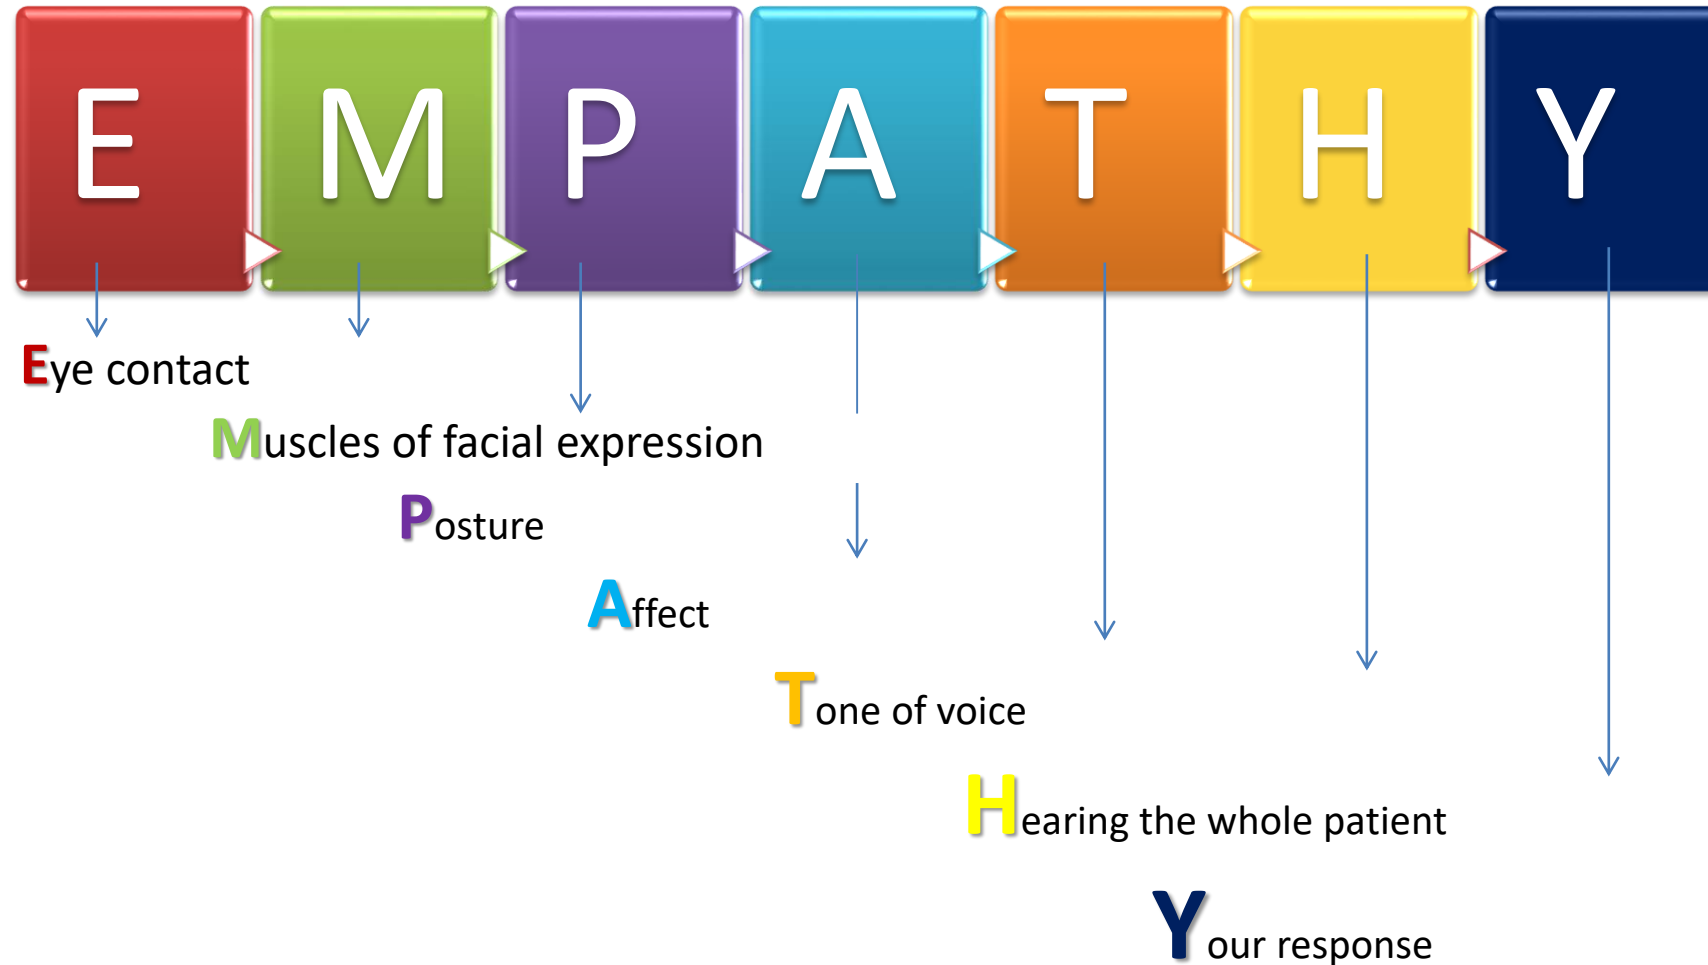 E M P A T H Y
Eye contact
Muscles of facial expression
Posture
Affect
Tone of voice
Hearing the whole patient
Your response